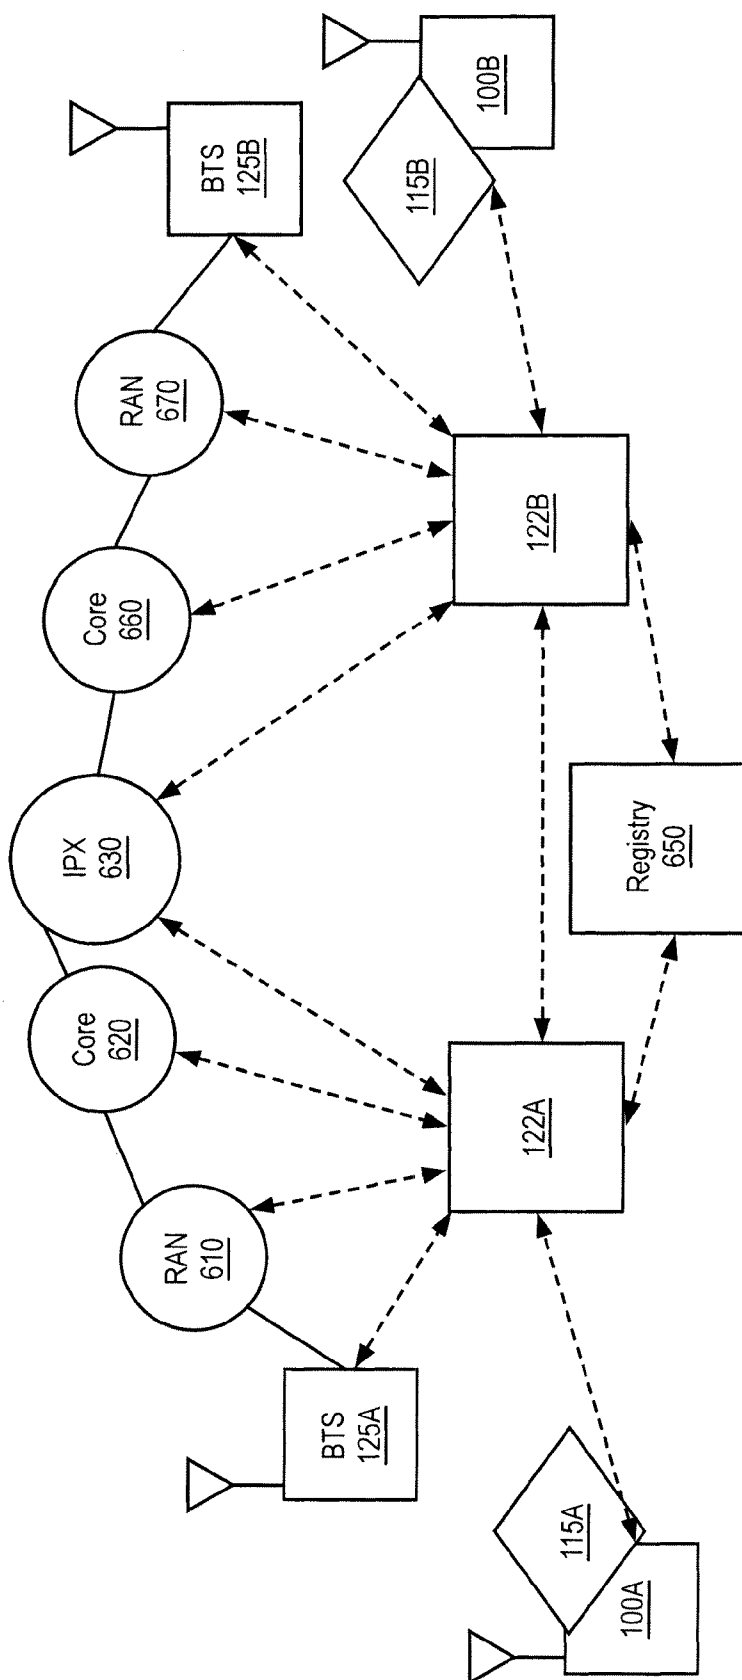 BTS
125A
RAN
610
Core
620
IPX
630
Core
660
RAN
670
BTS
125B
115A
100A
122A
122B
115B
100B
Registry
650